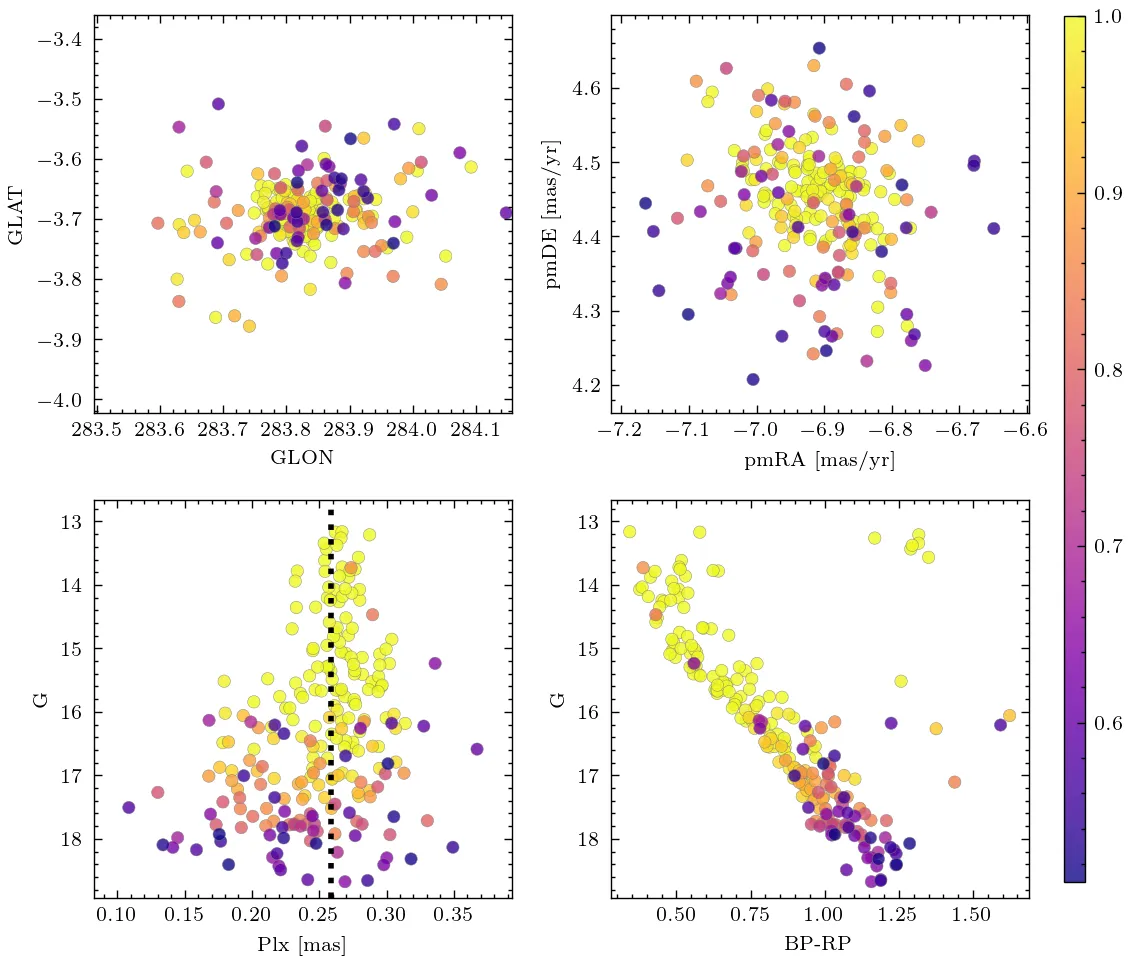 −3.4
−3.5
−3.6
−3.7
−3.8
−3.9
−4.0
GLAT
283.5 283.6 283.7 283.8 283.9 284.0 284.1
GLON
4.6
4.5
4.4
4.3
4.2
pmDE [mas/yr]
−7.2 −7.1 −7.0 −6.9 −6.8 −6.7 −6.6
pmRA [mas/yr]
13
14
15
16
17
18
G
0.10 0.15 0.20 0.25 0.30 0.35
Plx [mas]
13
14
15
16
17
18
G
0.50 0.75 1.00 1.25 1.50
BP-RP
1.0
0.9
0.8
0.7
0.6